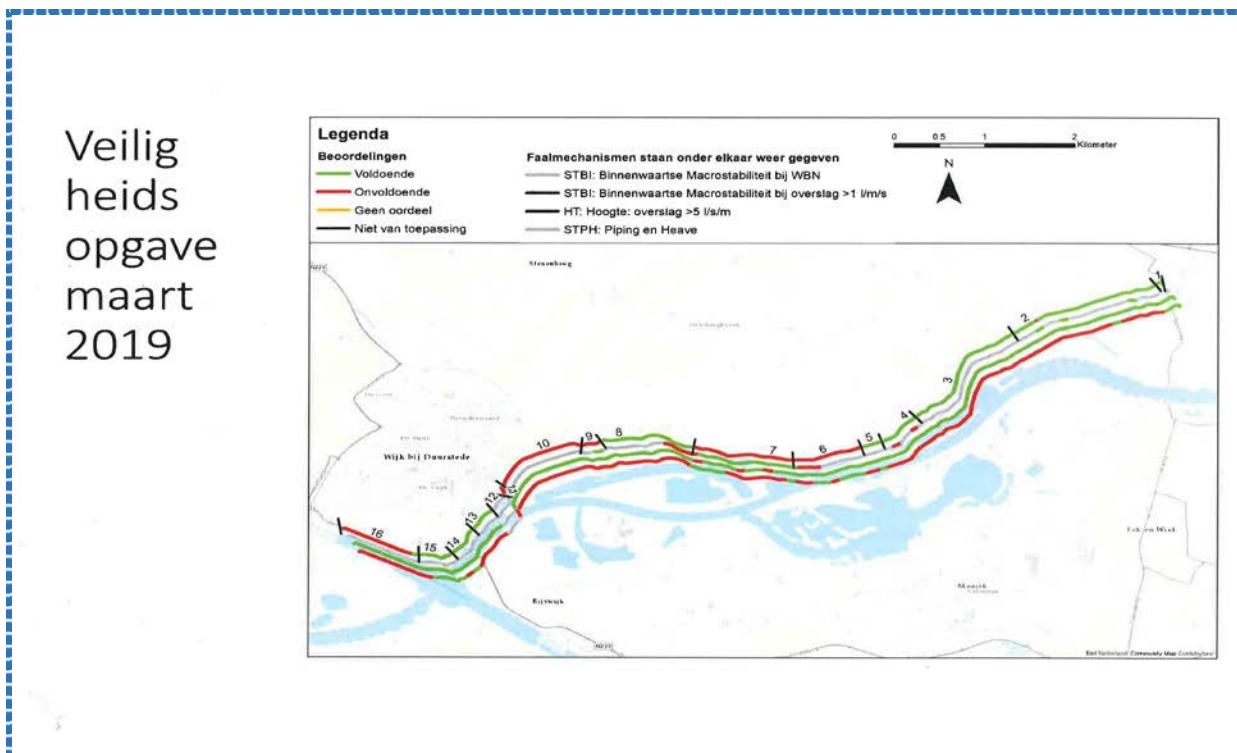 Veilig
heids
opgave
maart
2019
Legenda
Beoordelingen
Voldoende
Onvoldoende
Geen oordeel
Niet van toepassing
Faalmechanismen staan onder elkaar weer gegeven
STBI: Binnenwaartse Macrostabiliteit bij WBN
STBI: Binnenwaartse Macrostabiliteit bij overslag >1 l/m/s
HT: Hoogte: overslag >5 l/s/m
STPH: Piping en Heave
0 0.5 1 2
Kilometer
N
1
2
3
4
5
6
7
8
9
10
12
13
14
15
16
Wijk bij Duurstede
Rijswijk
Maurik